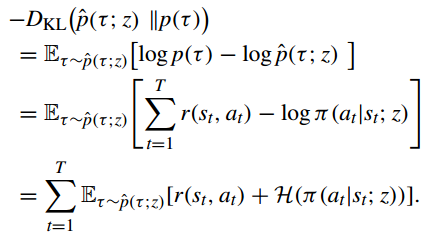 −D_KL(p̂(τ; z) ∥p(τ))
= 𝔼_{τ∼p̂(τ;z)}[log p(τ) − log p̂(τ; z) ]
= 𝔼_{τ∼p̂(τ;z)}[∑_{t=1}^{T} r(s_t, a_t) − log π(a_t|s_t; z)]
= ∑_{t=1}^{T} 𝔼_{τ∼p̂(τ;z)}[r(s_t, a_t) + ℋ(π(a_t|s_t; z))].